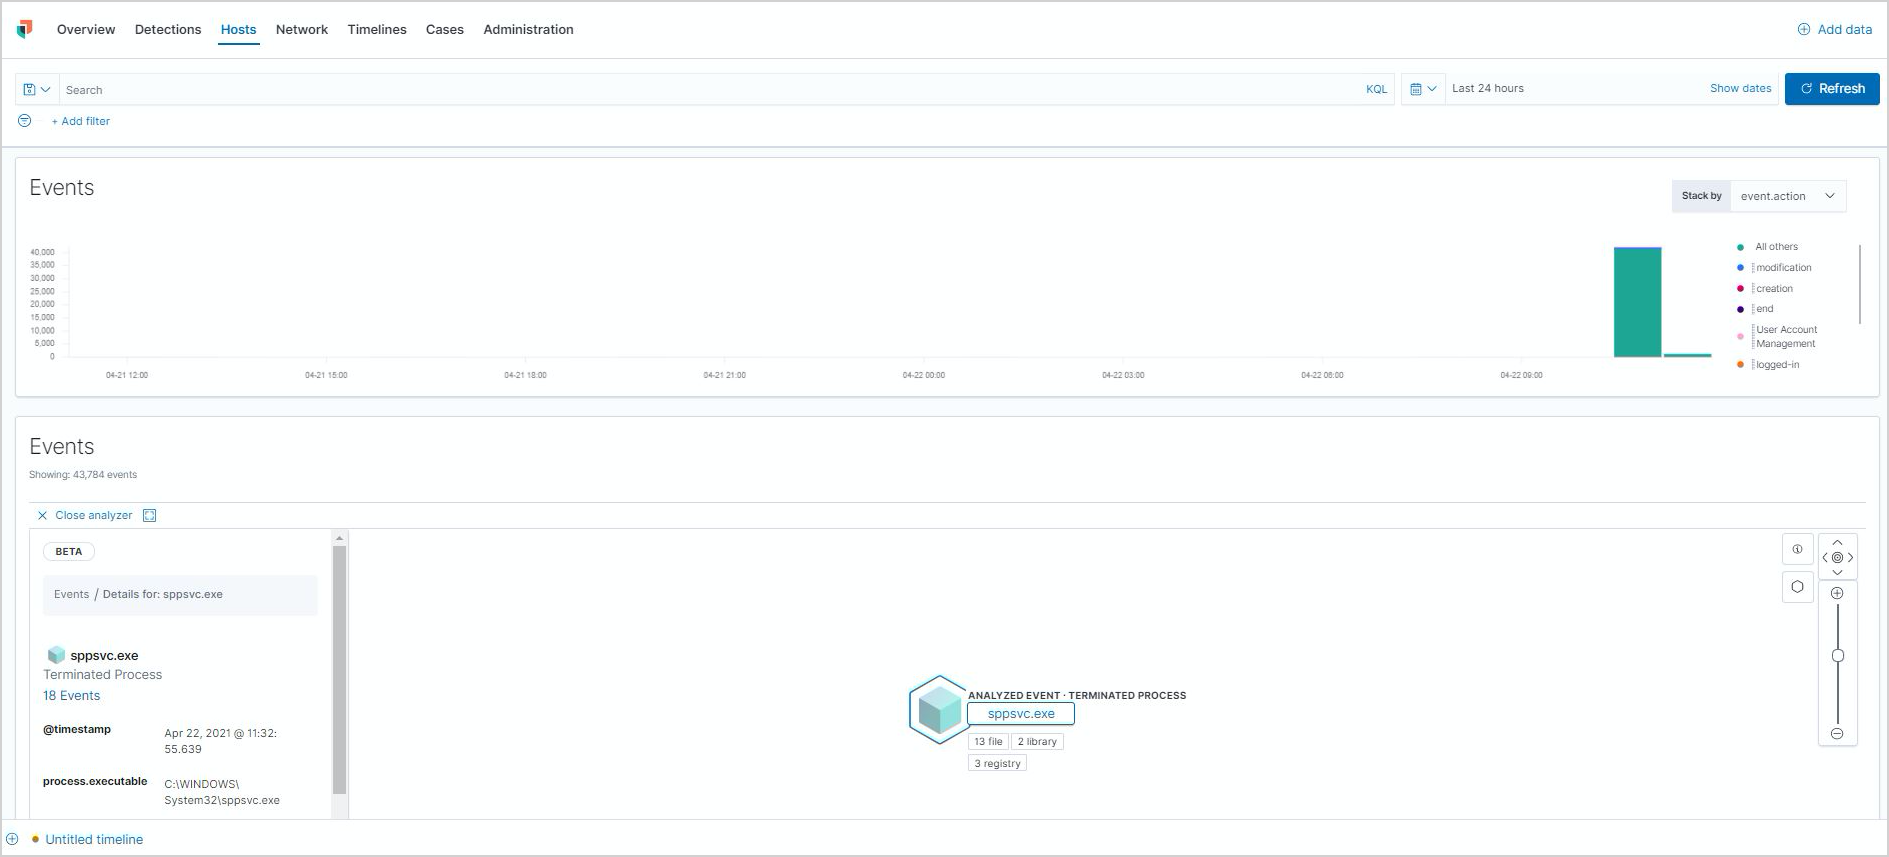 Overview Detections Hosts Network Timelines Cases Administration Add data
Search KQL Last 24 hours Show dates Refresh
+ Add filter
Events
Stack by event.action
40,000
35,000
30,000
25,000
20,000
15,000
10,000
5,000
0
04-21 12:00 04-21 15:00 04-21 18:00 04-21 21:00 04-22 00:00 04-22 03:00 04-22 06:00 04-22 09:00
All others
modification
creation
end
User Account
Management
logged-in
Events
Showing: 43,784 events
Close analyzer
BETA
Events / Details for: sppsvc.exe
sppsvc.exe
Terminated Process
18 Events
@timestamp Apr 22, 2021 @ 11:32:
55.639
process.executable C:\WINDOWS\
System32\sppsvc.exe
ANALYZED EVENT · TERMINATED PROCESS
sppsvc.exe
13 file 2 library
3 registry
Untitled timeline